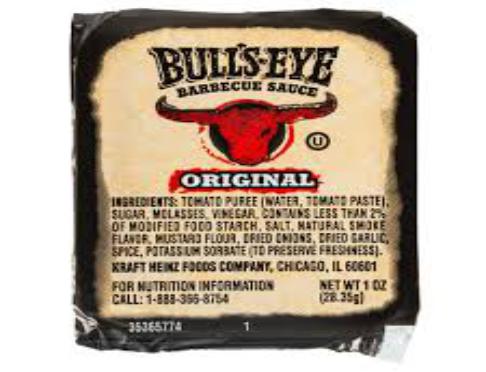 BULL'S-EYE
BARBECUE SAUCE
U
ORIGINAL
INGREDIENTS: TOMATO PUREE (WATER, TOMATO PASTE),
SUGAR, MOLASSES, VINEGAR, CONTAINS LESS THAN 2%
OF MODIFIED FOOD STARCH, SALT, NATURAL SMOKE
FLAVOR, MUSTARD FLOUR, DRIED ONIONS, DRIED GARLIC,
SPICE, POTASSIUM SORBATE (TO PRESERVE FRESHNESS).
KRAFT HEINZ FOODS COMPANY, CHICAGO, IL 60601
FOR NUTRITION INFORMATION NET WT 1 OZ
CALL: 1-888-366-8754 (28.35g)
35365774 1